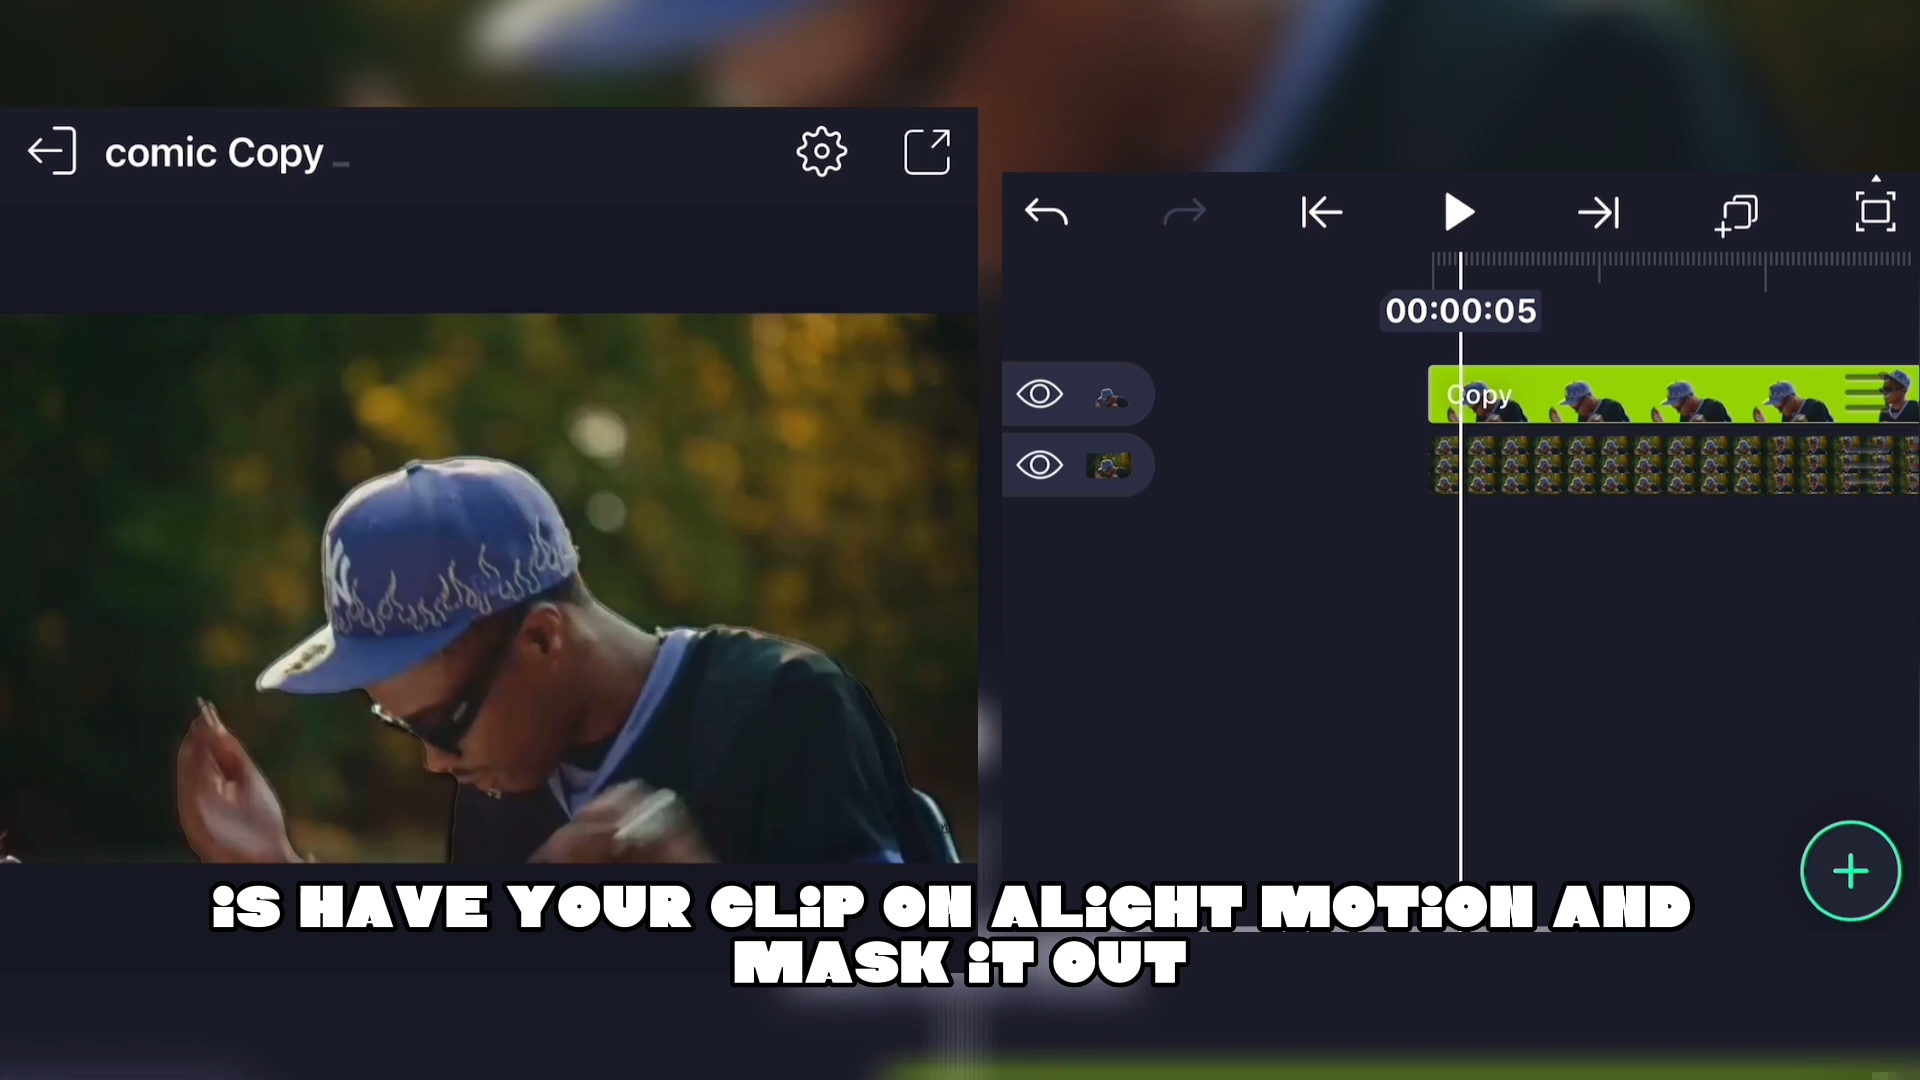 comic Copy
00:00:05
Copy
iS HAVE YOUR CLiP ON ALiGHT MOTiON AND
MASK iT OUT